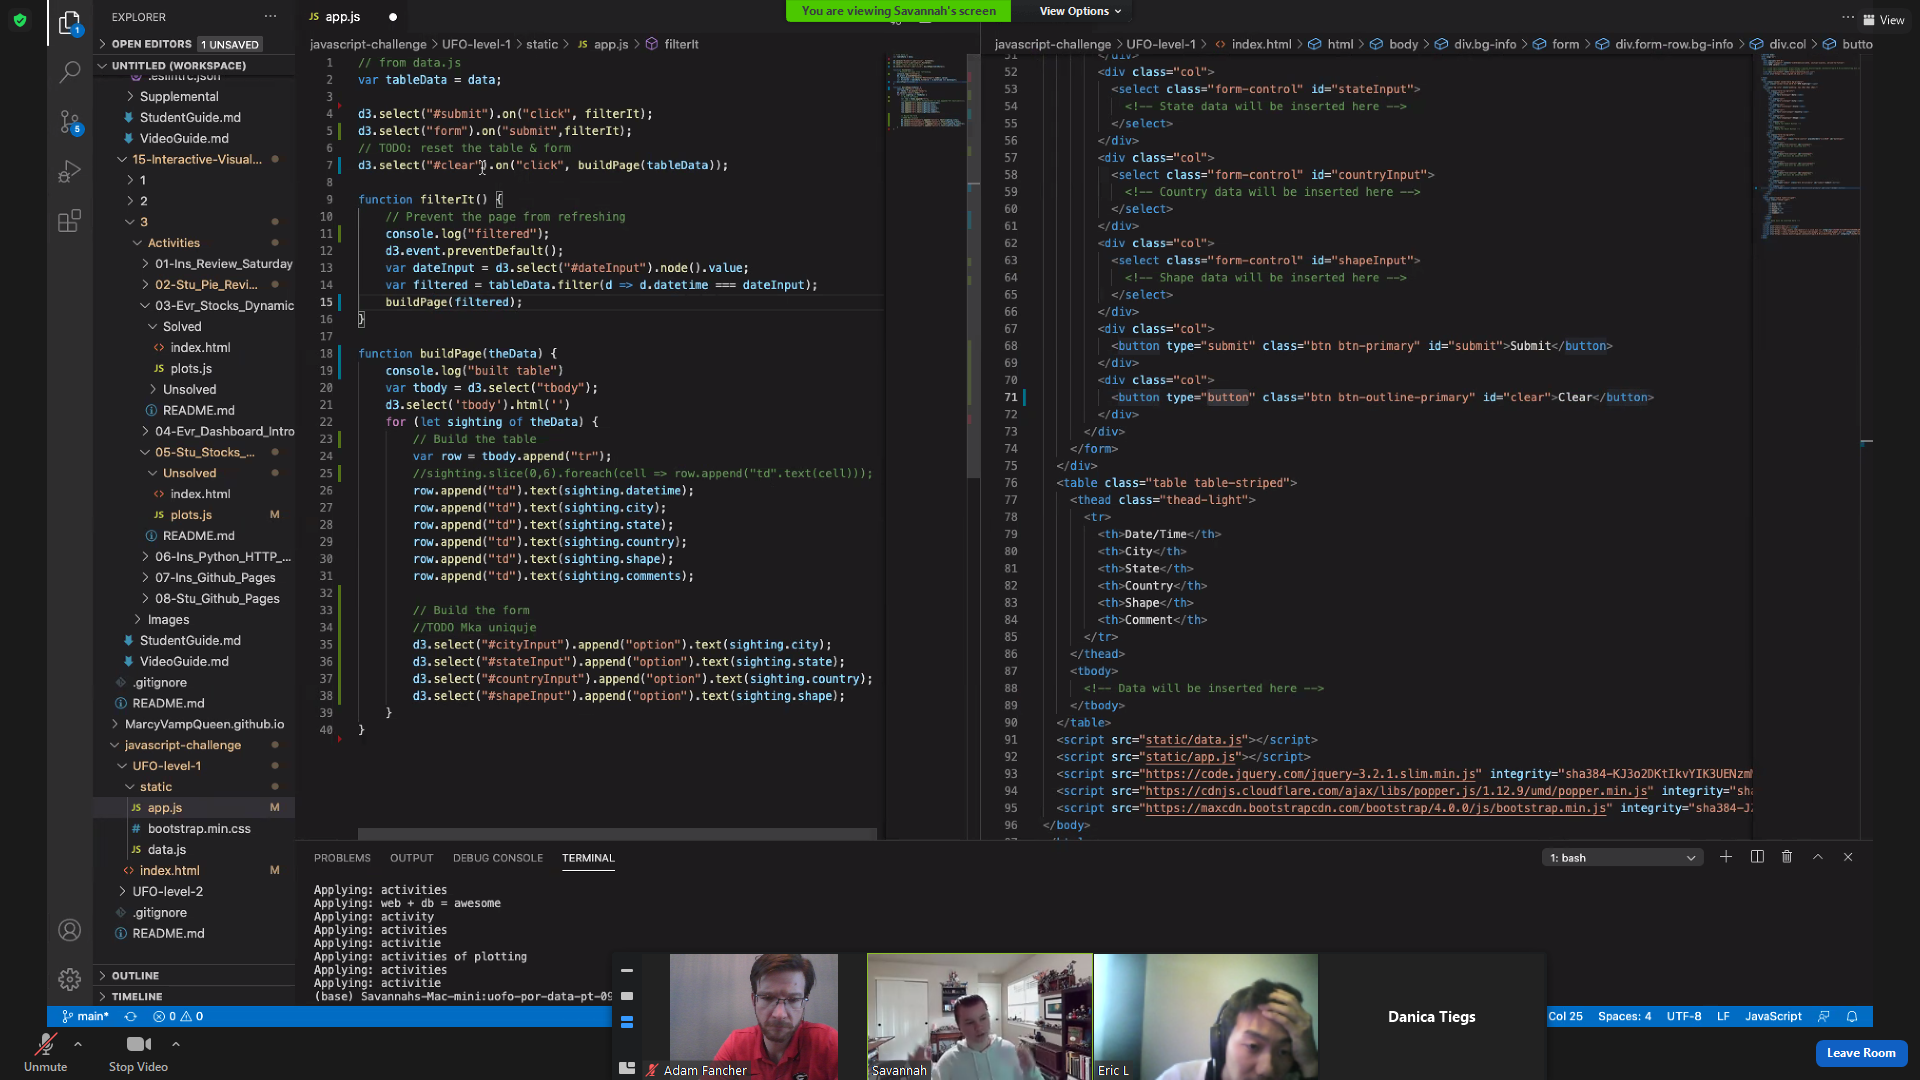 You are viewing Savannah's screen
View Options
View
EXPLORER
OPEN EDITORS 1 UNSAVED
UNTITLED (WORKSPACE)
.eslintrc.json
Supplemental
StudentGuide.md
VideoGuide.md
15-Interactive-Visual...
1
2
3
Activities
01-Ins_Review_Saturday
02-Stu_Pie_Revi...
03-Evr_Stocks_Dynamic
Solved
index.html
plots.js
Unsolved
README.md
04-Evr_Dashboard_Intro
05-Stu_Stocks_...
Unsolved
index.html
plots.js M
README.md
06-Ins_Python_HTTP_...
07-Ins_Github_Pages
08-Stu_Github_Pages
Images
StudentGuide.md
VideoGuide.md
.gitignore
README.md
MarcyVampQueen.github.io
javascript-challenge
UFO-level-1
static
app.js M
bootstrap.min.css
data.js
index.html M
UFO-level-2
.gitignore
README.md
OUTLINE
TIMELINE
JS app.js
javascript-challenge > UFO-level-1 > static > JS app.js > filterIt
1 // from data.js
2 var tableData = data;
3
4 d3.select("#submit").on("click", filterIt);
5 d3.select("form").on("submit",filterIt);
6 // TODO: reset the table & form
7 d3.select("#clear").on("click", buildPage(tableData));
8
9 function filterIt() {
10 // Prevent the page from refreshing
11 console.log("filtered");
12 d3.event.preventDefault();
13 var dateInput = d3.select("#dateInput").node().value;
14 var filtered = tableData.filter(d => d.datetime === dateInput);
15 buildPage(filtered);
16 }
17
18 function buildPage(theData) {
19 console.log("built table")
20 var tbody = d3.select("tbody");
21 d3.select('tbody').html('')
22 for (let sighting of theData) {
23 // Build the table
24 var row = tbody.append("tr");
25 //sighting.slice(0,6).foreach(cell => row.append("td".text(cell)));
26 row.append("td").text(sighting.datetime);
27 row.append("td").text(sighting.city);
28 row.append("td").text(sighting.state);
29 row.append("td").text(sighting.country);
30 row.append("td").text(sighting.shape);
31 row.append("td").text(sighting.comments);
32
33 // Build the form
34 //TODO Mka uniquje
35 d3.select("#cityInput").append("option").text(sighting.city);
36 d3.select("#stateInput").append("option").text(sighting.state);
37 d3.select("#countryInput").append("option").text(sighting.country);
38 d3.select("#shapeInput").append("option").text(sighting.shape);
39 }
40 }
javascript-challenge > UFO-level-1 > index.html > html > body > div.bg-info > form > div.form-row.bg-info > div.col > butto
51 </div>
52 <div class="col">
53 <select class="form-control" id="stateInput">
54 <!-- State data will be inserted here -->
55 </select>
56 </div>
57 <div class="col">
58 <select class="form-control" id="countryInput">
59 <!-- Country data will be inserted here -->
60 </select>
61 </div>
62 <div class="col">
63 <select class="form-control" id="shapeInput">
64 <!-- Shape data will be inserted here -->
65 </select>
66 </div>
67 <div class="col">
68 <button type="submit" class="btn btn-primary" id="submit">Submit</button>
69 </div>
70 <div class="col">
71 <button type="button" class="btn btn-outline-primary" id="clear">Clear</button>
72 </div>
73 </div>
74 </form>
75 </div>
76 <table class="table table-striped">
77 <thead class="thead-light">
78 <tr>
79 <th>Date/Time</th>
80 <th>City</th>
81 <th>State</th>
82 <th>Country</th>
83 <th>Shape</th>
84 <th>Comment</th>
85 </tr>
86 </thead>
87 <tbody>
88 <!-- Data will be inserted here -->
89 </tbody>
90 </table>
91 <script src="static/data.js"></script>
92 <script src="static/app.js"></script>
93 <script src="https://code.jquery.com/jquery-3.2.1.slim.min.js" integrity="sha384-KJ3o2DKtIkvYIK3UENzm
94 <script src="https://cdnjs.cloudflare.com/ajax/libs/popper.js/1.12.9/umd/popper.min.js" integrity="sha
95 <script src="https://maxcdn.bootstrapcdn.com/bootstrap/4.0.0/js/bootstrap.min.js" integrity="sha384-JZ
96 </body>
PROBLEMS OUTPUT DEBUG CONSOLE TERMINAL
1: bash
Applying: activities
Applying: web + db = awesome
Applying: activity
Applying: activities
Applying: activitie
Applying: activities of plotting
Applying: activities
Applying: activitie
(base) Savannahs-Mac-mini:uofo-por-data-pt-09
main* 0 0
Col 25 Spaces: 4 UTF-8 LF JavaScript
Adam Fancher
Savannah
Eric L
Danica Tiegs
Unmute
Stop Video
Leave Room